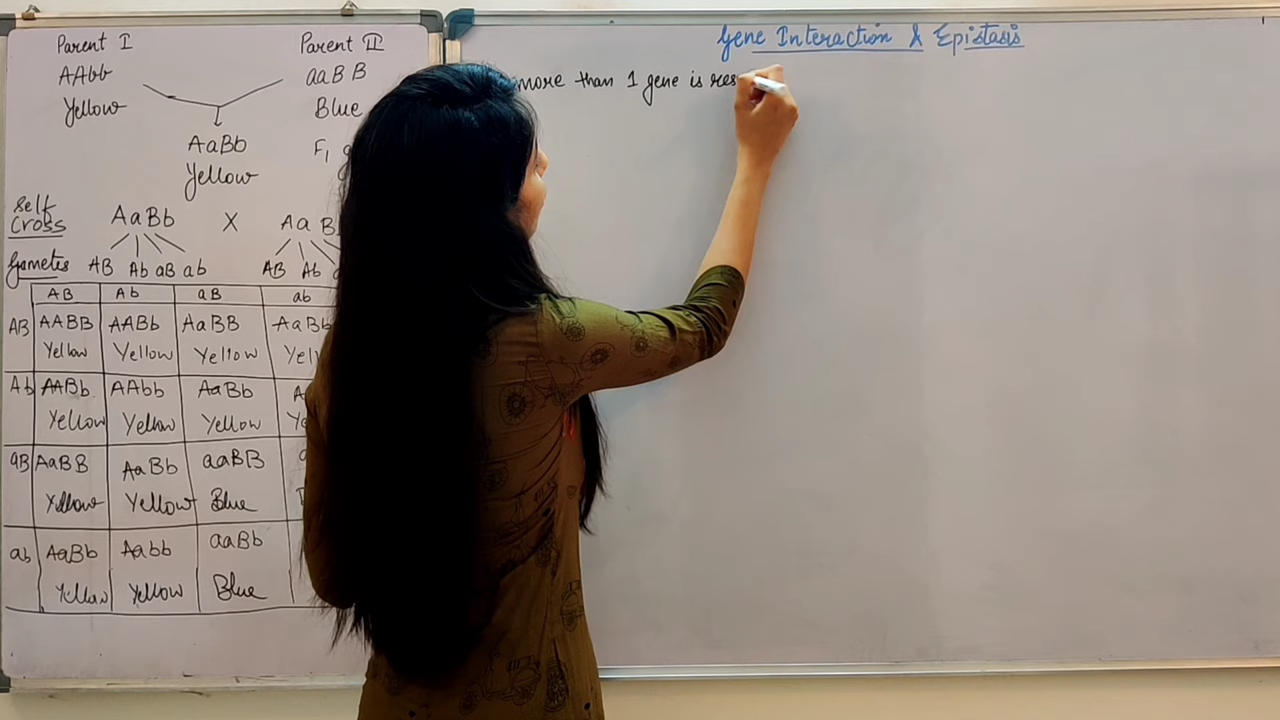 Parent I
Parent II
AAbb
aaBB
Yellow
Blue
AaBb
F1
Yellow
Self
Cross
AaBb X Aa B
Gametes AB Ab aB ab AB Ab
AB Ab aB ab
AB AABB AABb AaBB AaBb
Yellow Yellow Yellow Yell
Ab AABb AAbb AaBb A
Yellow Yellow Yellow Ye
aB AaBB AaBb aaBB
Yellow Yellow Blue
ab AaBb Aabb aaBb
Yellow Yellow Blue
Gene Interaction & Epistasis
more than 1 gene is res